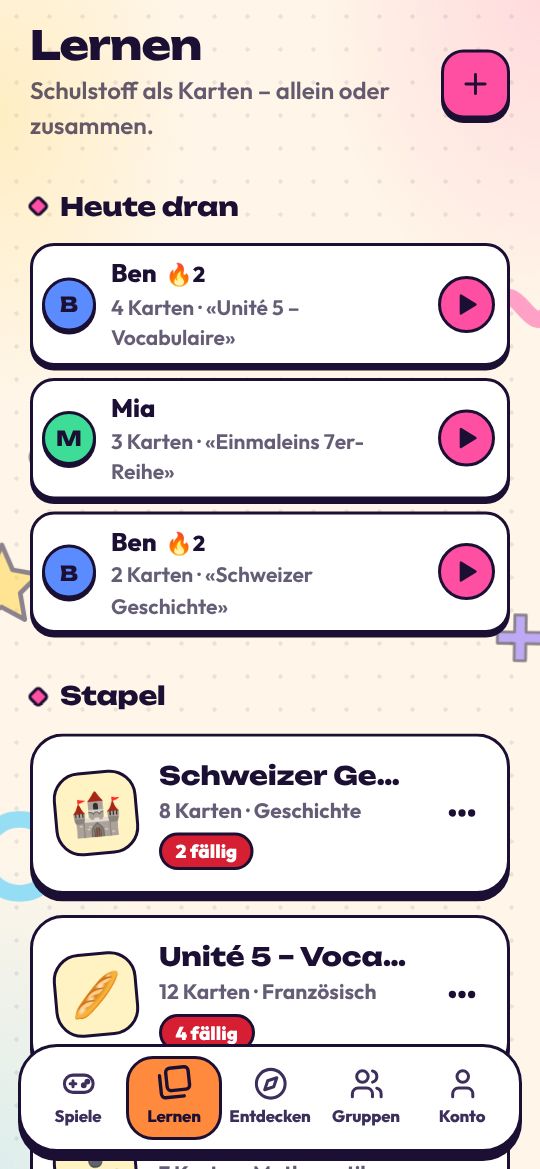 Lernen
Schulstoff als Karten – allein oder
zusammen.
Heute dran
B
Ben 🔥2
4 Karten · «Unité 5 –
Vocabulaire»
M
Mia
3 Karten · «Einmaleins 7er-
Reihe»
B
Ben 🔥2
2 Karten · «Schweizer
Geschichte»
Stapel
Schweizer Ge...
8 Karten · Geschichte
2 fällig
Unité 5 – Voca...
12 Karten · Französisch
4 fällig
Spiele
Lernen
Entdecken
Gruppen
Konto